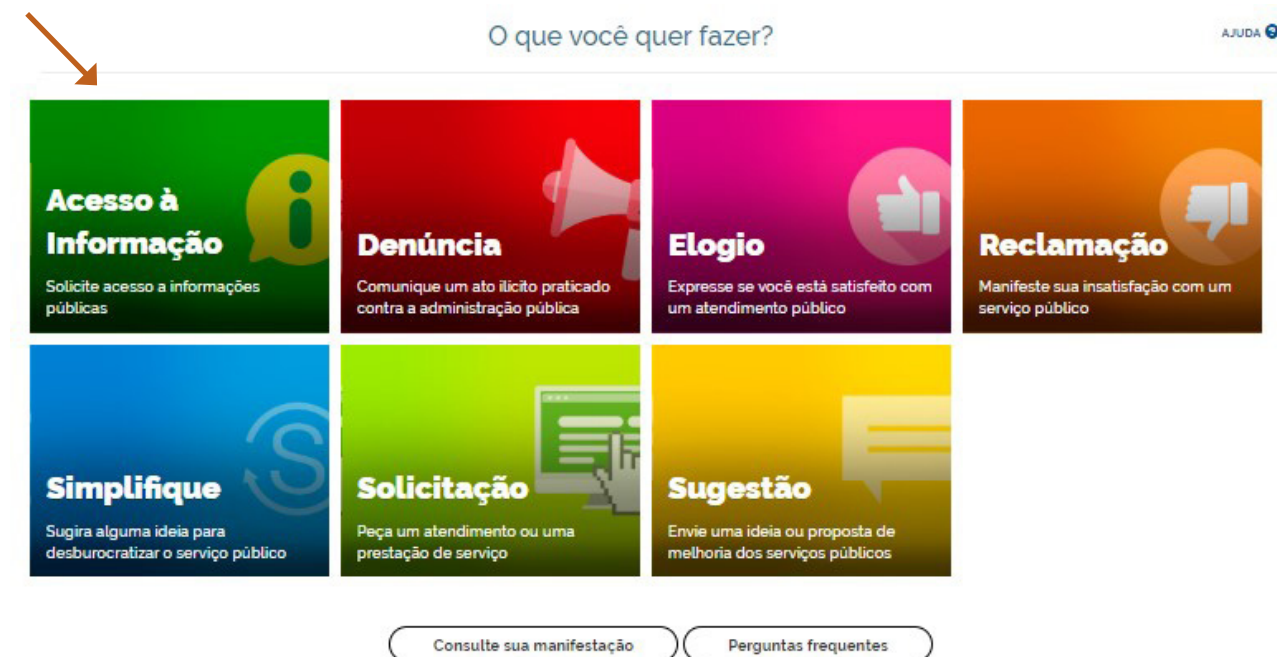 O que você quer fazer?
AJUDA
Acesso à
Informação
Solicite acesso a informações
públicas
Denúncia
Comunique um ato ilícito praticado
contra a administração pública
Elogio
Expresse se você está satisfeito com
um atendimento público
Reclamação
Manifeste sua insatisfação com um
serviço público
Simplifique
Sugira alguma ideia para
desburocratizar o serviço público
Solicitação
Peça um atendimento ou uma
prestação de serviço
Sugestão
Envie uma ideia ou proposta de
melhoria dos serviços públicos
Consulte sua manifestação
Perguntas frequentes